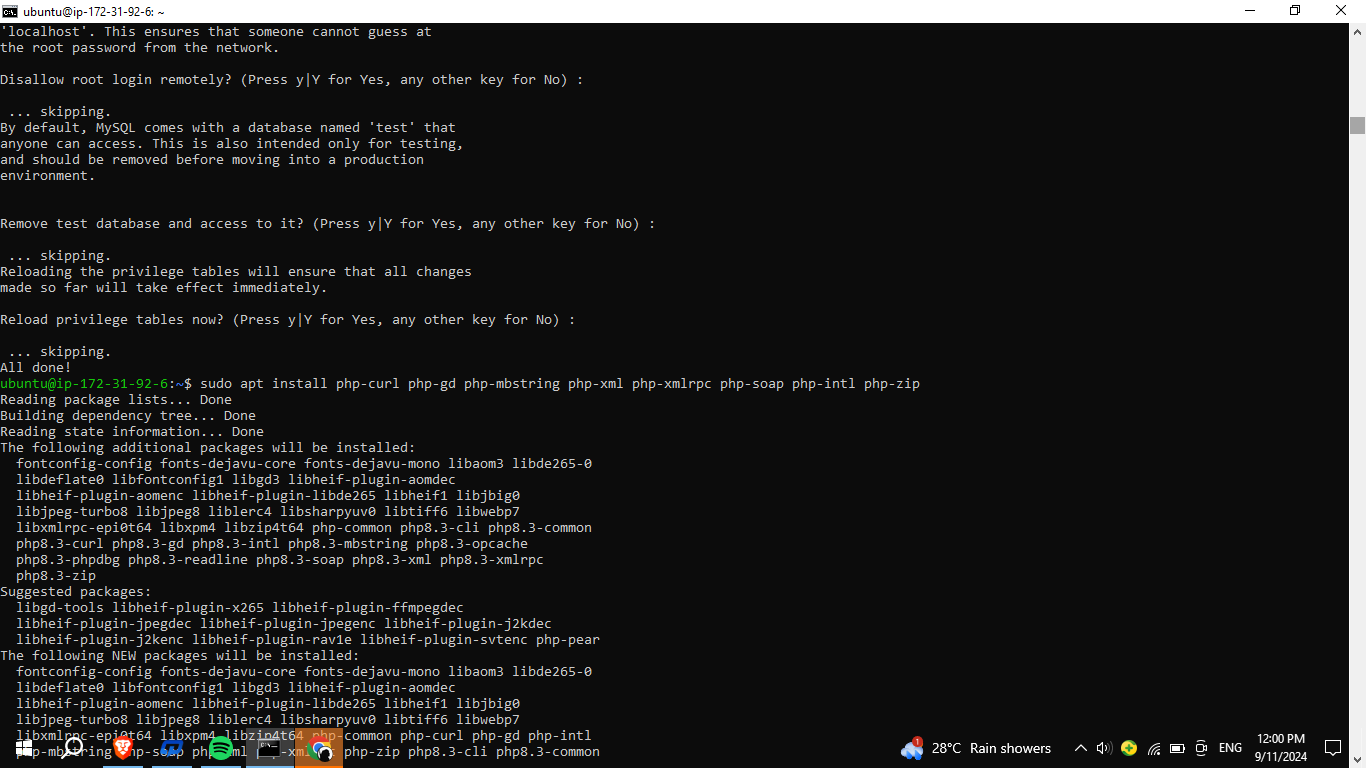 ubuntu@ip-172-31-92-6: ~
'localhost'. This ensures that someone cannot guess at
the root password from the network.
Disallow root login remotely? (Press y|Y for Yes, any other key for No) :
 ... skipping.
By default, MySQL comes with a database named 'test' that
anyone can access. This is also intended only for testing,
and should be removed before moving into a production
environment.
Remove test database and access to it? (Press y|Y for Yes, any other key for No) :
 ... skipping.
Reloading the privilege tables will ensure that all changes
made so far will take effect immediately.
Reload privilege tables now? (Press y|Y for Yes, any other key for No) :
 ... skipping.
All done!
ubuntu@ip-172-31-92-6:~$ sudo apt install php-curl php-gd php-mbstring php-xml php-xmlrpc php-soap php-intl php-zip
Reading package lists... Done
Building dependency tree... Done
Reading state information... Done
The following additional packages will be installed:
  fontconfig-config fonts-dejavu-core fonts-dejavu-mono libaom3 libde265-0
  libdeflate0 libfontconfig1 libgd3 libheif-plugin-aomdec
  libheif-plugin-aomenc libheif-plugin-libde265 libheif1 libjbig0
  libjpeg-turbo8 libjpeg8 liblerc4 libsharpyuv0 libtiff6 libwebp7
  libxmlrpc-epi0t64 libxpm4 libzip4t64 php-common php8.3-cli php8.3-common
  php8.3-curl php8.3-gd php8.3-intl php8.3-mbstring php8.3-opcache
  php8.3-phpdbg php8.3-readline php8.3-soap php8.3-xml php8.3-xmlrpc
  php8.3-zip
Suggested packages:
  libgd-tools libheif-plugin-x265 libheif-plugin-ffmpegdec
  libheif-plugin-jpegdec libheif-plugin-jpegenc libheif-plugin-j2kdec
  libheif-plugin-j2kenc libheif-plugin-rav1e libheif-plugin-svtenc php-pear
The following NEW packages will be installed:
  fontconfig-config fonts-dejavu-core fonts-dejavu-mono libaom3 libde265-0
  libdeflate0 libfontconfig1 libgd3 libheif-plugin-aomdec
  libheif-plugin-aomenc libheif-plugin-libde265 libheif1 libjbig0
  libjpeg-turbo8 libjpeg8 liblerc4 libsharpyuv0 libtiff6 libwebp7
  libxmlrpc-epi0t64 libxpm4 libzip4t64 php-common php-curl php-gd php-intl
  php-mbstring php-soap php-zip php8.3-cli php8.3-common
1
28°C Rain showers
ENG
12:00 PM
9/11/2024